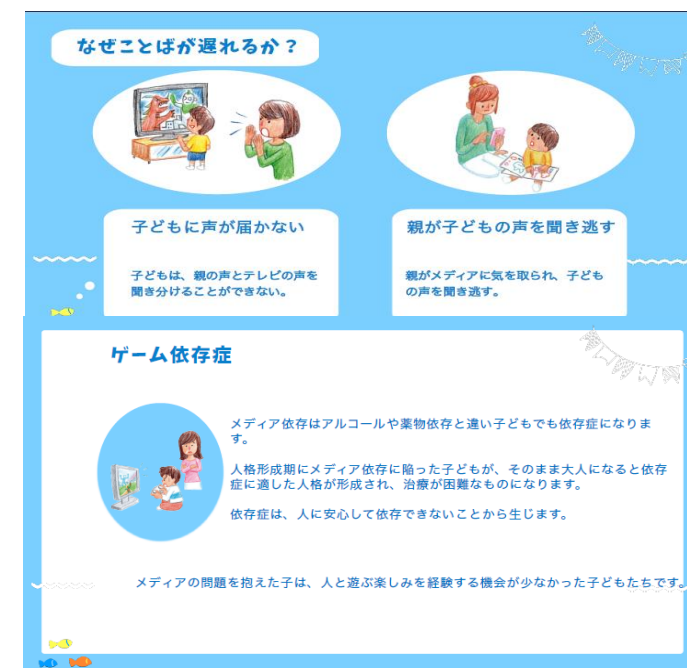 なぜことばが遅れるか？
子どもに声が届かない
子どもは、親の声とテレビの声を
聞き分けることができない。
親が子どもの声を聞き逃す
親がメディアに気を取られ、子ども
の声を聞き逃す。
ゲーム依存症
メディア依存はアルコールや薬物依存と違い子どもでも依存症になりま
す。
人格形成期にメディア依存に陥った子どもが、そのまま大人になると依存
症に適した人格が形成され、治療が困難なものになります。
依存症は、人に安心して依存できないことから生じます。
メディアの問題を抱えた子は、人と遊ぶ楽しみを経験する機会が少なかった子どもたちです。